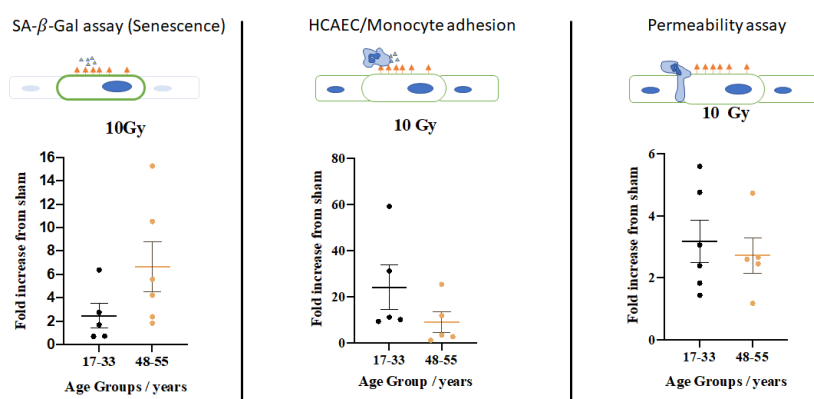 SA-β-Gal assay (Senescence)
10Gy
Fold increase from sham
16
14
12
10
8
6
4
2
0
17-33 48-55
Age Groups / years
HCAEC/Monocyte adhesion
10 Gy
Fold increase from sham
80
60
40
20
0
17-33 48-55
Age Group / years
Permeability assay
10 Gy
Fold increase from sham
6
4
2
0
17-33 48-55
Age Groups / years